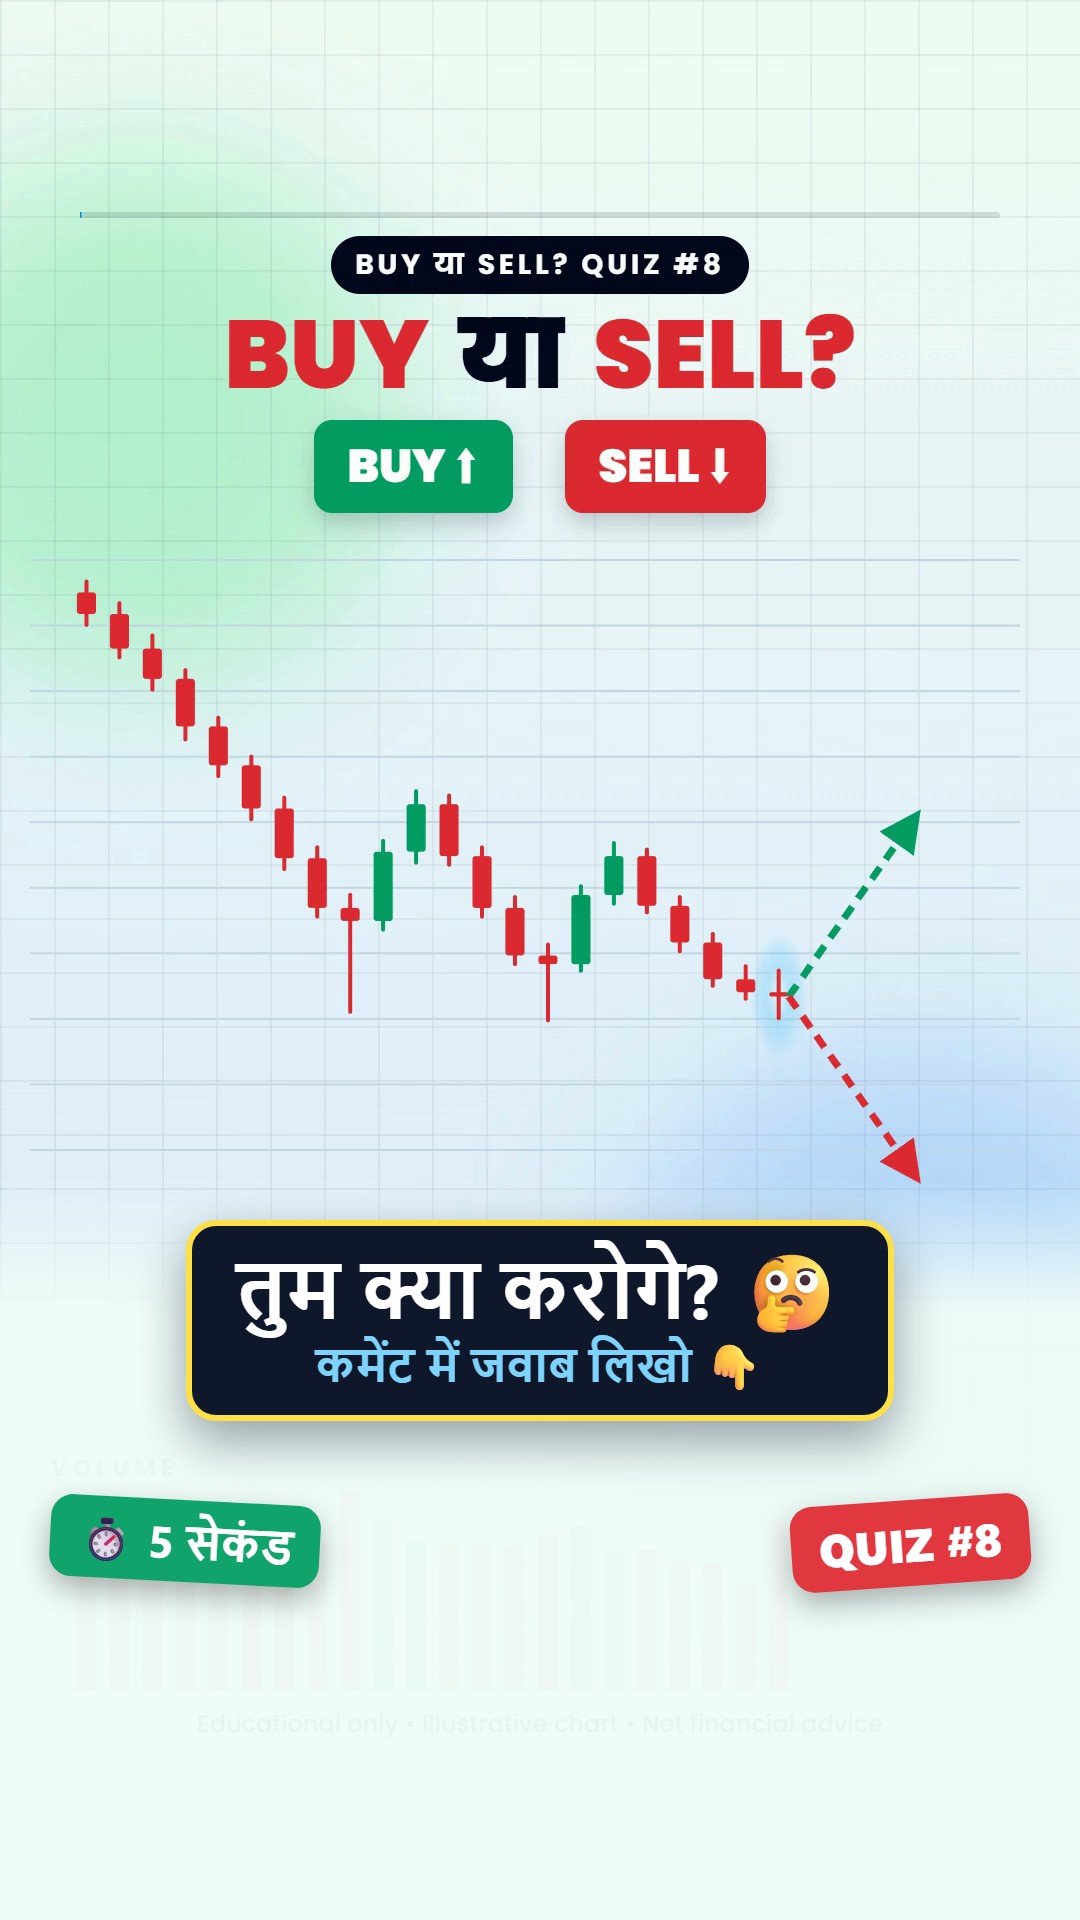 BUY या SELL? QUIZ #8
BUY या SELL?
BUY ⬆ SELL ⬇
तुम क्या करोगे? 🤔
कमेंट में जवाब लिखो 👇
VOLUME
⏱ 5 सेकंड
QUIZ #8
Educational only • Illustrative chart • Not financial advice